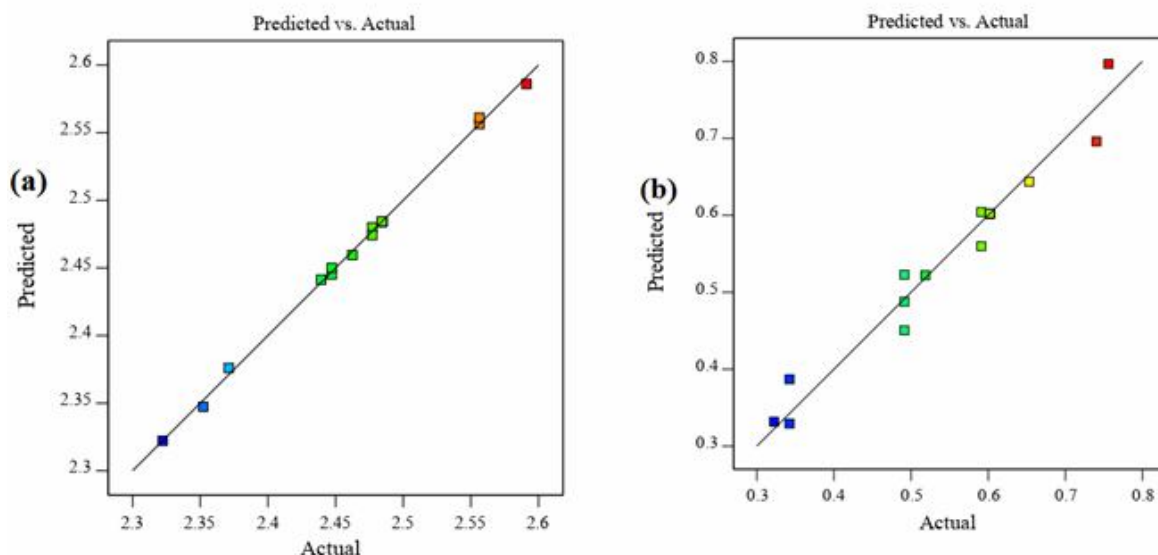 Predicted vs. Actual
(a)
Predicted
2.6
2.55
2.5
2.45
2.4
2.35
2.3
2.3 2.35 2.4 2.45 2.5 2.55 2.6
Actual
Predicted vs. Actual
(b)
Predicted
0.8
0.7
0.6
0.5
0.4
0.3
0.3 0.4 0.5 0.6 0.7 0.8
Actual